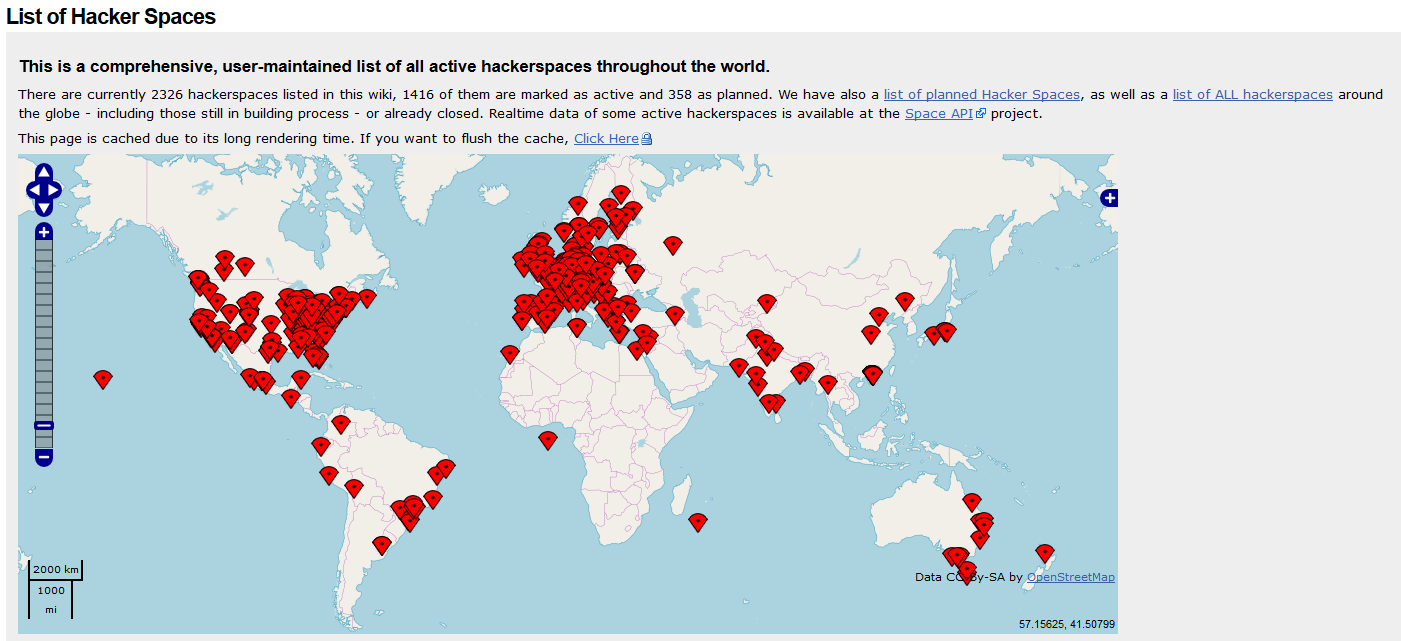 List of Hacker Spaces
This is a comprehensive, user-maintained list of all active hackerspaces throughout the world.
There are currently 2326 hackerspaces listed in this wiki, 1416 of them are marked as active and 358 as planned. We have also a list of planned Hacker Spaces, as well as a list of ALL hackerspaces around
the globe - including those still in building process - or already closed. Realtime data of some active hackerspaces is available at the Space API project.
This page is cached due to its long rendering time. If you want to flush the cache, Click Here
2000 km
1000
mi
Data CC-By-SA by OpenStreetMap
57.15625, 41.50799